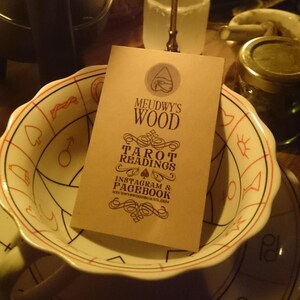 MEUDWY'S
WOOD
TAROT
READINGS
INSTAGRAM &
FACEBOOK